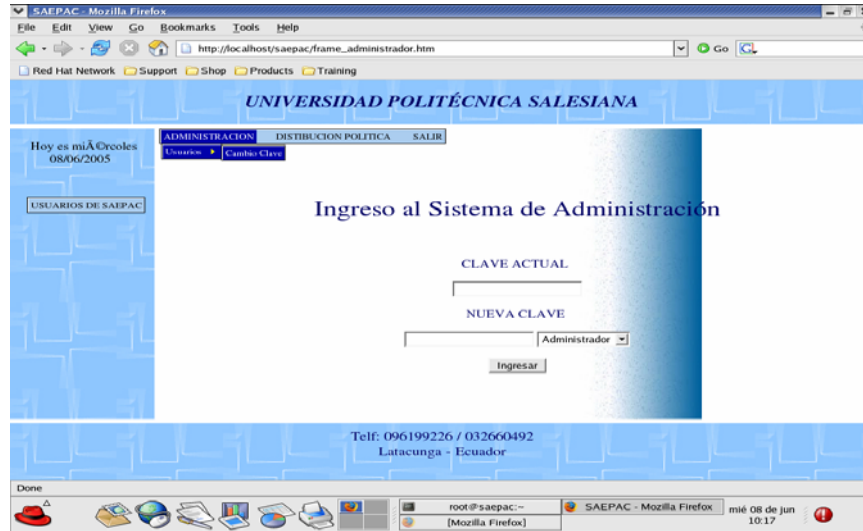 SAEPAC - Mozilla Firefox
File Edit View Go Bookmarks Tools Help
http://localhost/saepac/frame_administrador.htm Go
Red Hat Network Support Shop Products Training
UNIVERSIDAD POLITÉCNICA SALESIANA
Hoy es miÃ©rcoles
08/06/2005
USUARIOS DE SAEPAC
ADMINISTRACION DISTIBUCION POLITICA SALIR
Usuarios Cambio Clave
Ingreso al Sistema de Administración
CLAVE ACTUAL
NUEVA CLAVE
Administrador
Ingresar
Telf: 096199226 / 032660492
Latacunga - Ecuador
Done
root@saepac:~
[Mozilla Firefox]
SAEPAC - Mozilla Firefox
mié 08 de jun
10:17